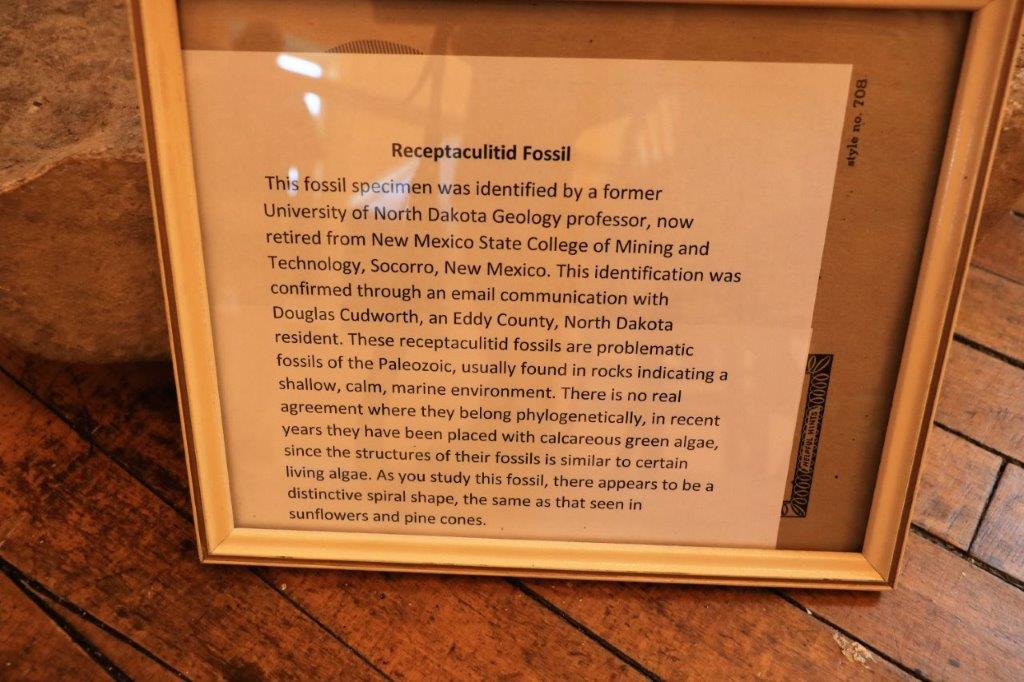 Receptaculitid Fossil
This fossil specimen was identified by a former
University of North Dakota Geology professor, now
retired from New Mexico State College of Mining and
Technology, Socorro, New Mexico. This identification was
confirmed through an email communication with
Douglas Cudworth, an Eddy County, North Dakota
resident. These receptaculitid fossils are problematic
fossils of the Paleozoic, usually found in rocks indicating a
shallow, calm, marine environment. There is no real
agreement where they belong phylogenetically, in recent
years they have been placed with calcareous green algae,
since the structures of their fossils is similar to certain
living algae. As you study this fossil, there appears to be a
distinctive spiral shape, the same as that seen in
sunflowers and pine cones.
style no. 708
HELPFUL HINTS